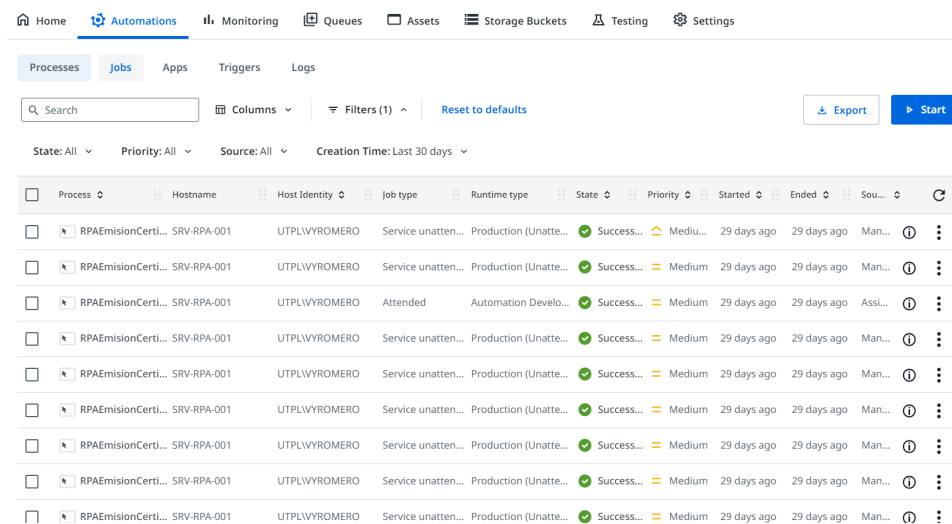 Home Automations Monitoring Queues Assets Storage Buckets Testing Settings
Processes Jobs Apps Triggers Logs
Search Columns Filters (1) Reset to defaults Export Start
State: All Priority: All Source: All Creation Time: Last 30 days
Process Hostname Host Identity Job type Runtime type State Priority Started Ended Sou...
RPAEmisionCerti... SRV-RPA-001 UTPL\VYROMERO Service unatten... Production (Unatte... Success... Mediu... 29 days ago 29 days ago Man...
RPAEmisionCerti... SRV-RPA-001 UTPL\VYROMERO Service unatten... Production (Unatte... Success... Medium 29 days ago 29 days ago Man...
RPAEmisionCerti... SRV-RPA-001 UTPL\VYROMERO Attended Automation Develo... Success... Medium 29 days ago 29 days ago Assi...
RPAEmisionCerti... SRV-RPA-001 UTPL\VYROMERO Service unatten... Production (Unatte... Success... Medium 29 days ago 29 days ago Man...
RPAEmisionCerti... SRV-RPA-001 UTPL\VYROMERO Service unatten... Production (Unatte... Success... Medium 29 days ago 29 days ago Man...
RPAEmisionCerti... SRV-RPA-001 UTPL\VYROMERO Service unatten... Production (Unatte... Success... Medium 29 days ago 29 days ago Man...
RPAEmisionCerti... SRV-RPA-001 UTPL\VYROMERO Service unatten... Production (Unatte... Success... Medium 29 days ago 29 days ago Man...
RPAEmisionCerti... SRV-RPA-001 UTPL\VYROMERO Service unatten... Production (Unatte... Success... Medium 29 days ago 29 days ago Man...
RPAEmisionCerti... SRV-RPA-001 UTPL\VYROMERO Service unatten... Production (Unatte... Success... Medium 29 days ago 29 days ago Man...